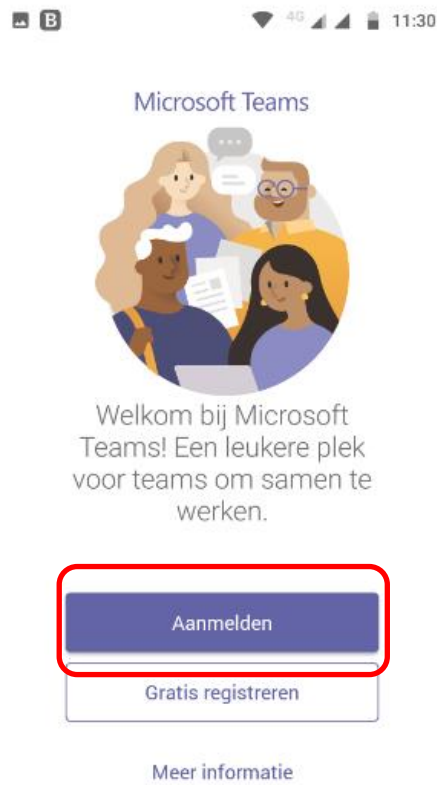 B 4G 11:30
Microsoft Teams
Welkom bij Microsoft
Teams! Een leukere plek
voor teams om samen te
werken.
Aanmelden
Gratis registreren
Meer informatie